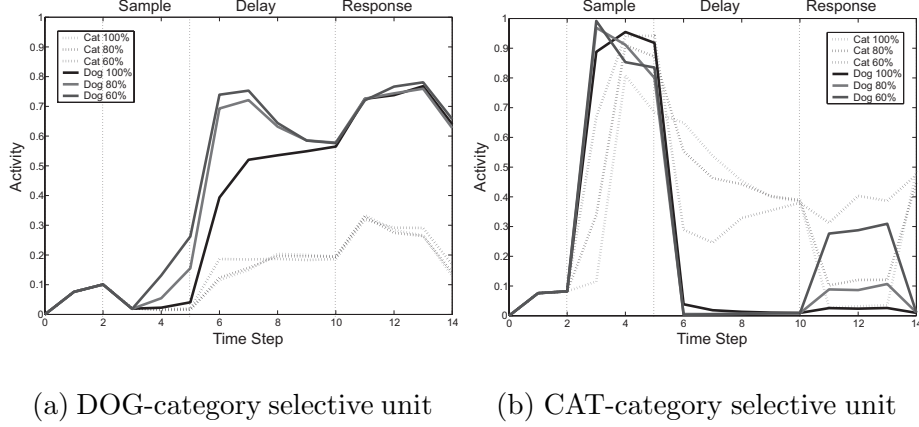 Sample Delay Response
1
0.9
0.8
0.7
0.6
0.5
0.4
0.3
0.2
0.1
0
Activity
Cat 100%
Cat 80%
Cat 60%
Dog 100%
Dog 80%
Dog 60%
0 2 4 6 8 10 12 14
Time Step
(a) DOG-category selective unit
Sample Delay Response
1
0.9
0.8
0.7
0.6
0.5
0.4
0.3
0.2
0.1
0
Activity
Cat 100%
Cat 80%
Cat 60%
Dog 100%
Dog 80%
Dog 60%
0 2 4 6 8 10 12 14
Time Step
(b) CAT-category selective unit